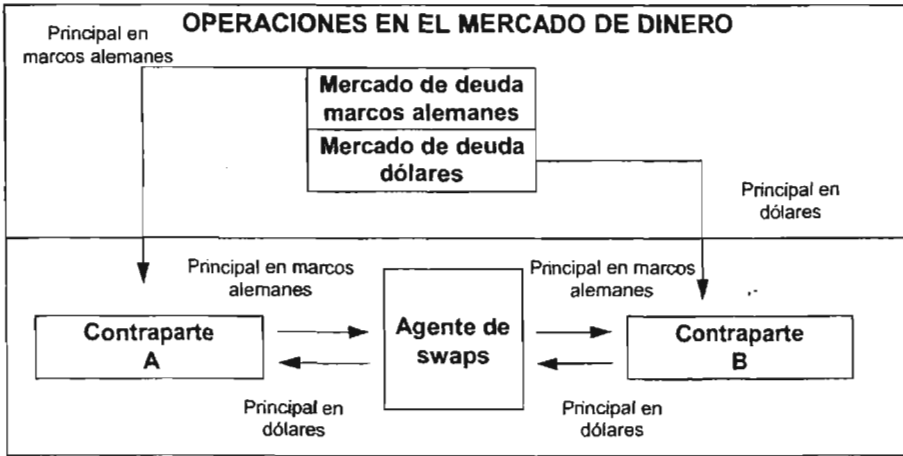 OPERACIONES EN EL MERCADO DE DINERO
Principal en
marcos alemanes
Mercado de deuda
marcos alemanes
Mercado de deuda
dólares
Principal en
dólares
Principal en marcos
alemanes
Principal en marcos
alemanes
Contraparte
A
Agente de
swaps
Contraparte
B
Principal en
dólares
Principal en
dólares